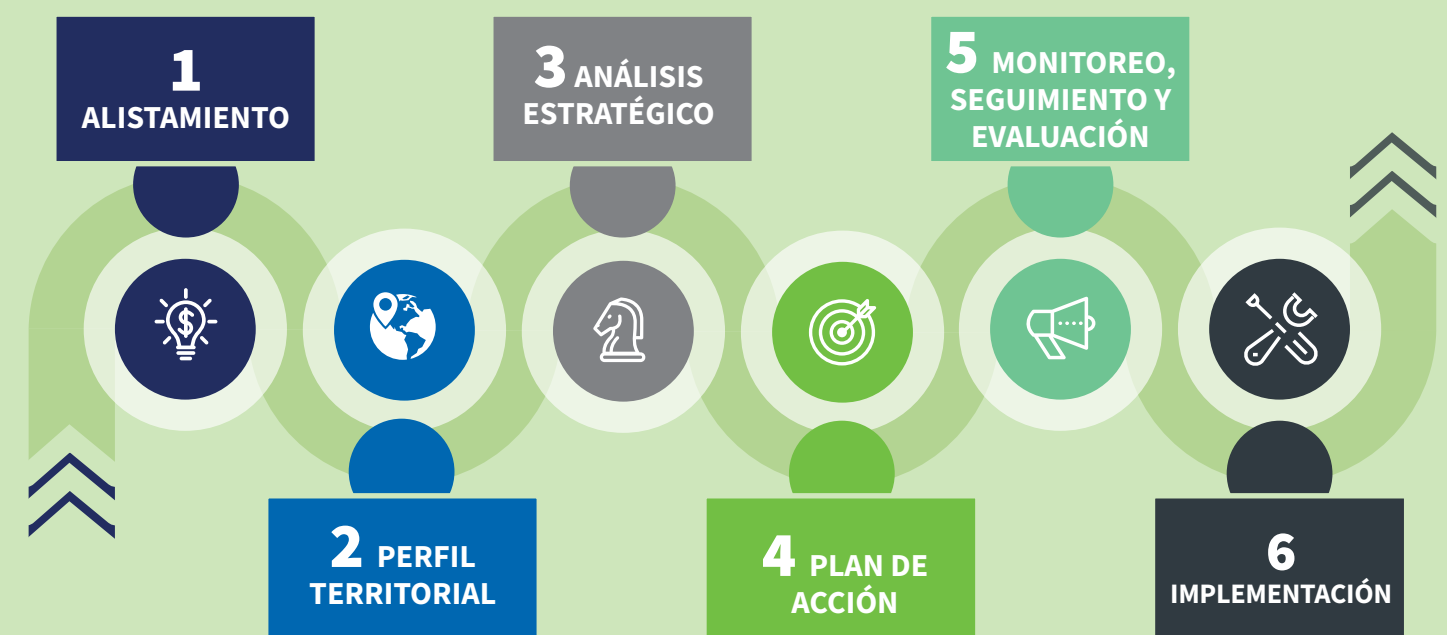 1
ALISTAMIENTO
2 PERFIL
TERRITORIAL
3 ANÁLISIS
ESTRATÉGICO
4 PLAN DE
ACCIÓN
5 MONITOREO,
SEGUIMIENTO Y
EVALUACIÓN
6
IMPLEMENTACIÓN
$